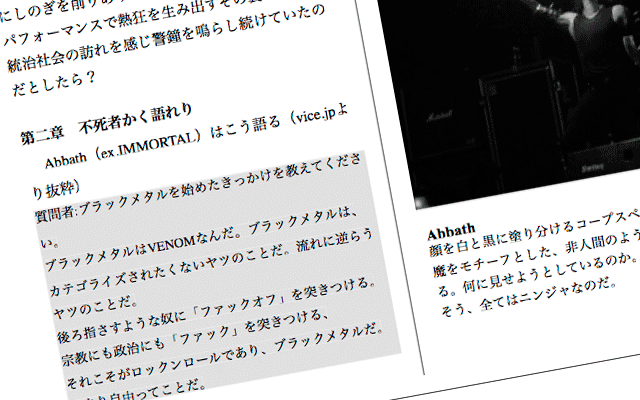 にしのぎを削り
パフォーマンスで熱狂を生み出す
統治社会の訪れを感じ警鐘を鳴らし続けていたの
だとしたら？
第二章　不死者かく語れり
Abbath（ex.IMMORTAL）はこう語る（vice.jpよ
り抜粋）
質問者:ブラックメタルを始めたきっかけを教えてくださ
い。
ブラックメタルはVENOMなんだ。ブラックメタルは、
カテゴライズされたくないヤツのことだ。流れに逆らう
ヤツのことだ。
後ろ指さすような奴に「ファックオフ」を突きつける。
宗教にも政治にも「ファック」を突きつける、
それこそがロックンロールであり、ブラックメタルだ。
り自由ってことだ。
Marshall
Abbath
顔を白と黒に塗り分けるコープスペ
魔をモチーフとした、非人間のよう
る。何に見せようとしているのか。
そう、全てはニンジャなのだ。